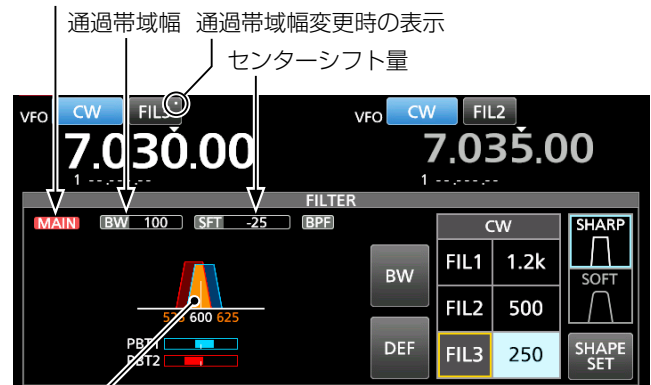 通過帯域幅 通過帯域幅変更時の表示
センターシフト量
VFO CW FIL3 VFO CW FIL2
7.030.00 7.035.00
1 --.---.-- 1 --.---.--
FILTER
MAIN BW 100 SFT -25 BPF
CW SHARP
BW FIL1 1.2k
SOFT
FIL2 500
525 600 625
PBT1
DEF FIL3 250 SHAPE SET
PBT2